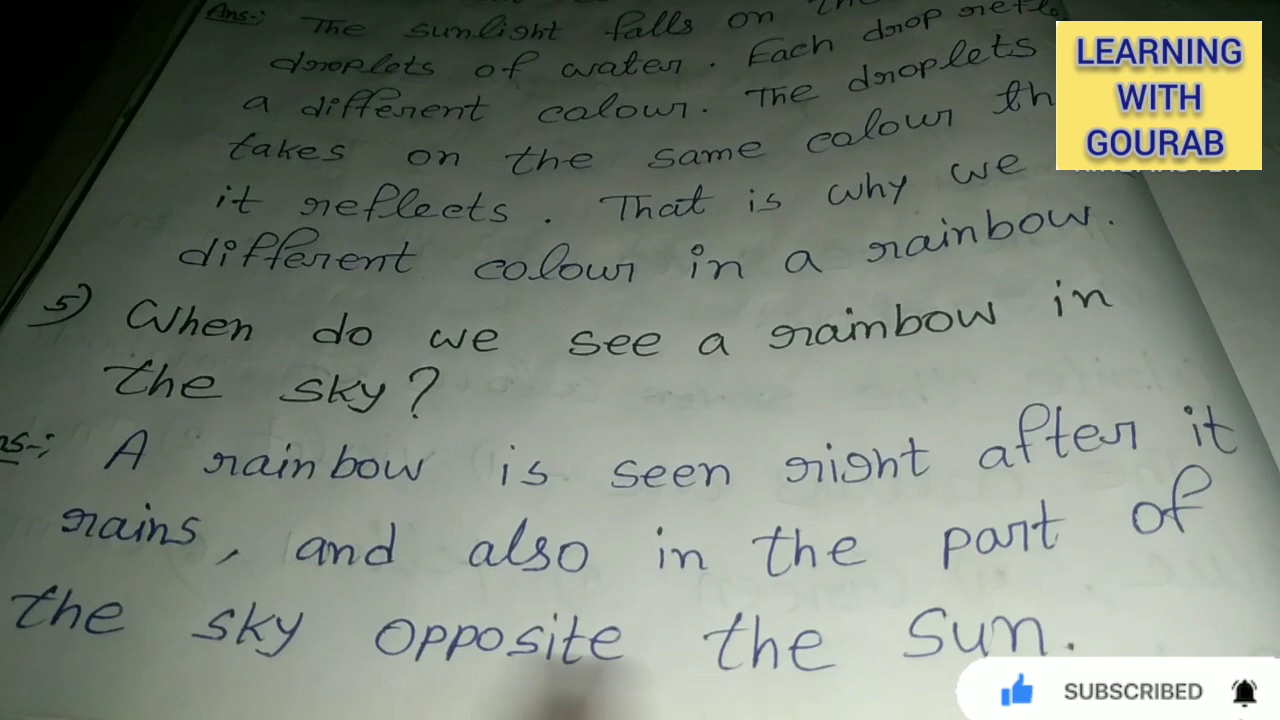 Ans-: The sunlight falls on the
droplets of water. Each drop
a different colour. The droplets
takes on the same colour
it reflects. That is why we
different colour in a rainbow.
5) When do we see a rainbow in
the sky?
A rainbow is seen right after it
rains, and also in the part of
the sky opposite the Sun.
LEARNING
WITH
GOURAB
SUBSCRIBED